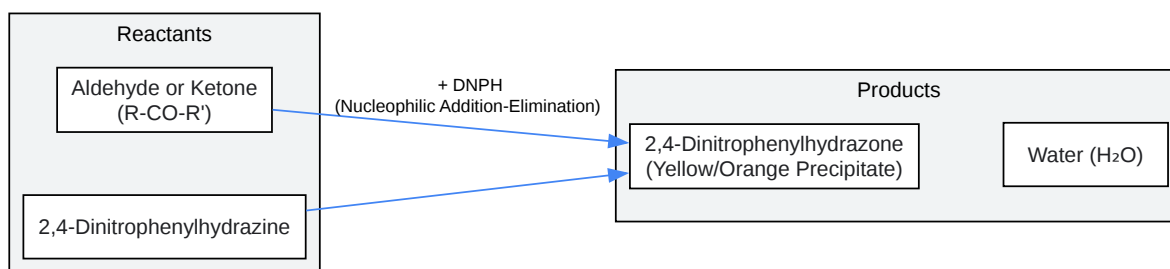 Reactants
Aldehyde or Ketone
(R-CO-R')
2,4-Dinitrophenylhydrazine
+ DNPH
(Nucleophilic Addition-Elimination)
Products
2,4-Dinitrophenylhydrazone
(Yellow/Orange Precipitate)
Water (H₂O)